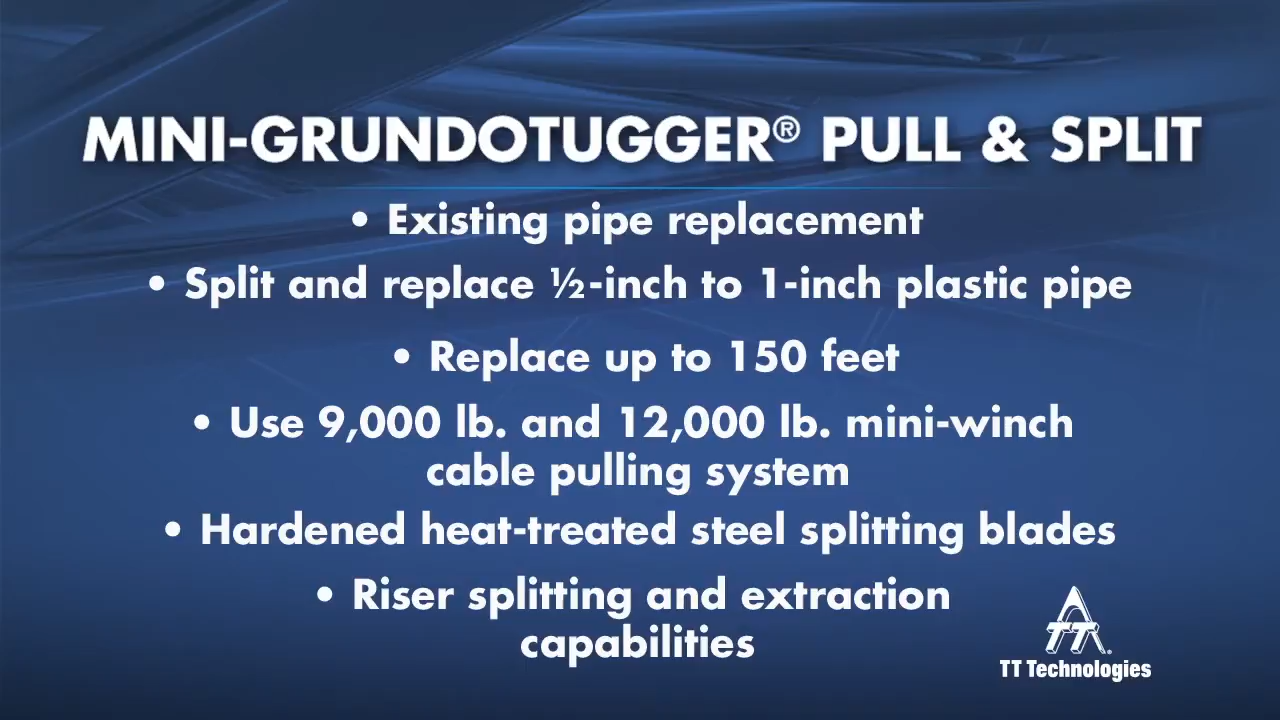 MINI-GRUNDOTUGGER® PULL & SPLIT
• Existing pipe replacement
• Split and replace ½-inch to 1-inch plastic pipe
• Replace up to 150 feet
• Use 9,000 lb. and 12,000 lb. mini-winch
cable pulling system
• Hardened heat-treated steel splitting blades
• Riser splitting and extraction
capabilities
TT
TT Technologies